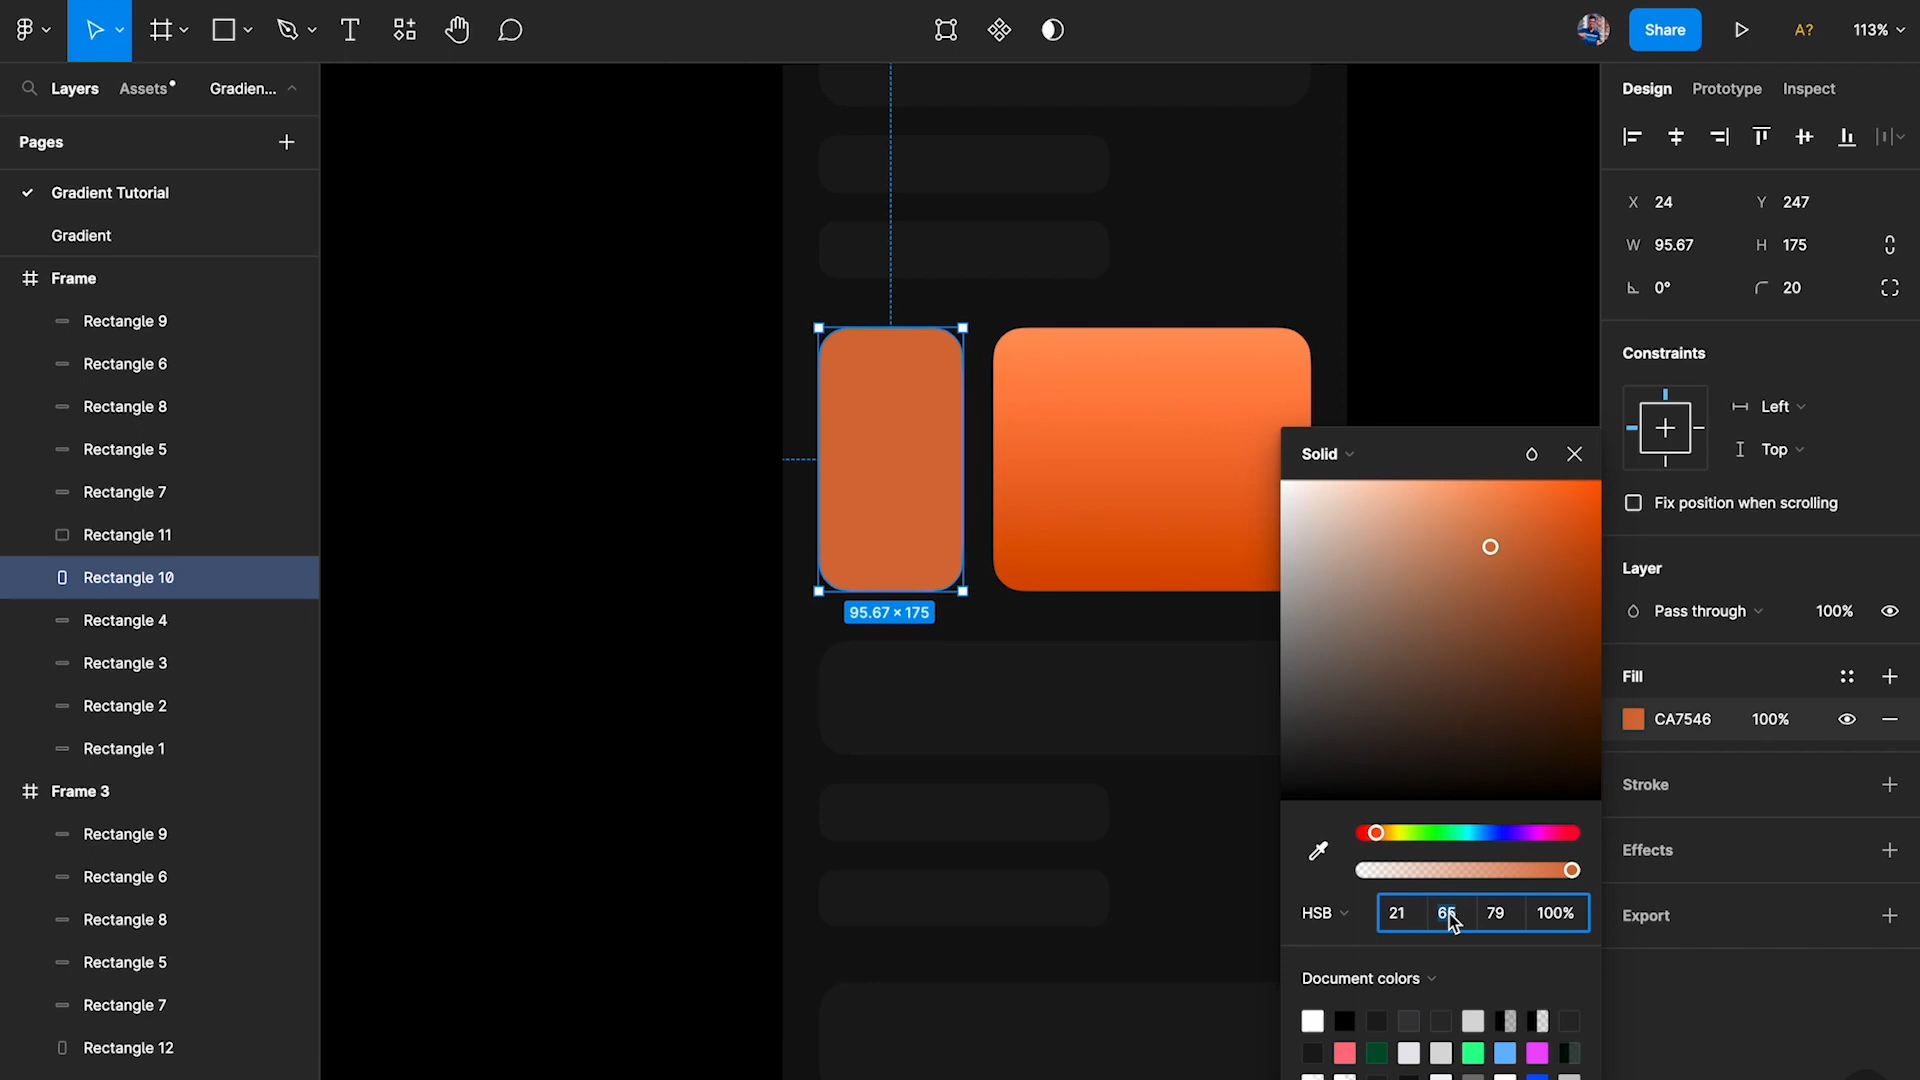 Share
A?
113%
Layers
Assets
Gradien...
Pages
Gradient Tutorial
Gradient
Frame
Rectangle 9
Rectangle 6
Rectangle 8
Rectangle 5
Rectangle 7
Rectangle 11
Rectangle 10
Rectangle 4
Rectangle 3
Rectangle 2
Rectangle 1
Frame 3
Rectangle 9
Rectangle 6
Rectangle 8
Rectangle 5
Rectangle 7
Rectangle 12
95.67 × 175
Solid
HSB 21 65 79 100%
Document colors
Design Prototype Inspect
X 24 Y 247
W 95.67 H 175
0° 20
Constraints
Left
Top
Fix position when scrolling
Layer
Pass through 100%
Fill
CA7546 100%
Stroke
Effects
Export